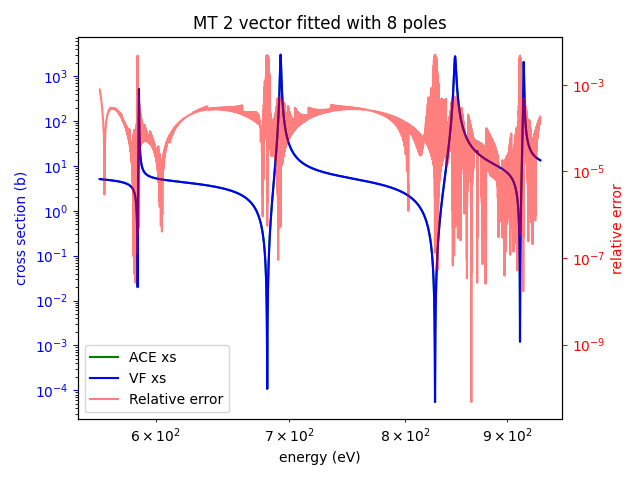 MT 2 vector fitted with 8 poles
10³
10²
10¹
10⁰
10⁻¹
10⁻²
10⁻³
10⁻⁴
cross section (b)
10⁻³
10⁻⁵
10⁻⁷
10⁻⁹
relative error
ACE xs
VF xs
Relative error
6 × 10²
7 × 10²
8 × 10²
9 × 10²
energy (eV)